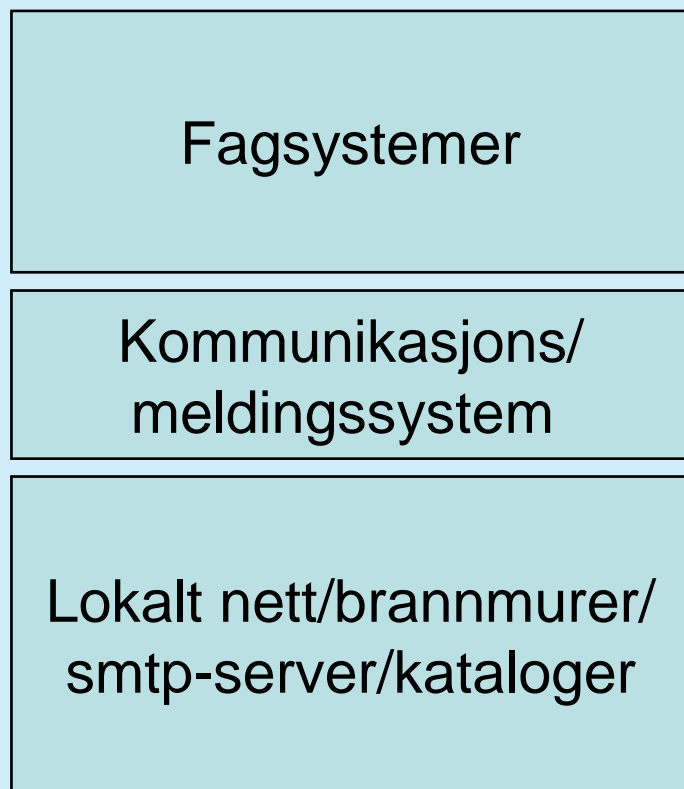 Fagsystemer
Kommunikasjons/
meldingssystem
Lokalt nett/brannmurer/
smtp-server/kataloger